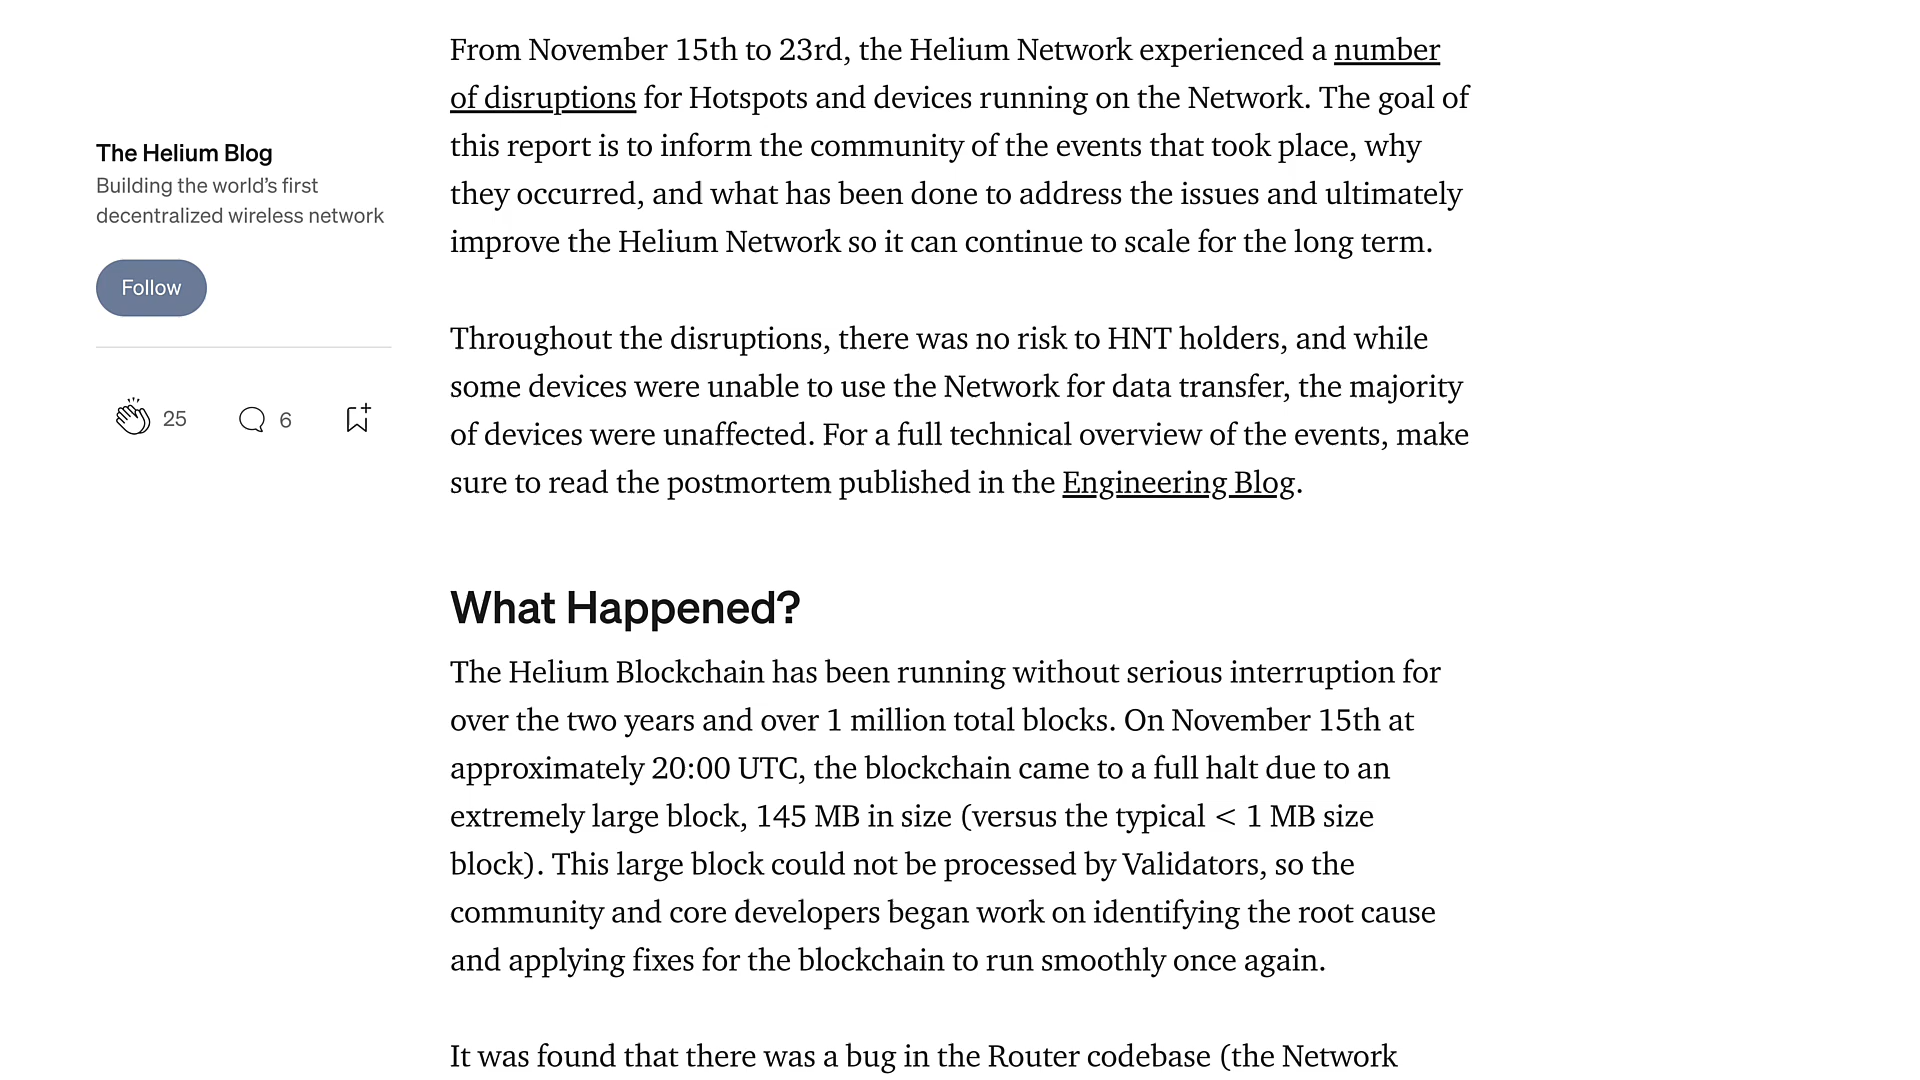 The Helium Blog
Building the world’s first
decentralized wireless network
Follow
25
6
From November 15th to 23rd, the Helium Network experienced a number
of disruptions for Hotspots and devices running on the Network. The goal of
this report is to inform the community of the events that took place, why
they occurred, and what has been done to address the issues and ultimately
improve the Helium Network so it can continue to scale for the long term.
Throughout the disruptions, there was no risk to HNT holders, and while
some devices were unable to use the Network for data transfer, the majority
of devices were unaffected. For a full technical overview of the events, make
sure to read the postmortem published in the Engineering Blog.
What Happened?
The Helium Blockchain has been running without serious interruption for
over the two years and over 1 million total blocks. On November 15th at
approximately 20:00 UTC, the blockchain came to a full halt due to an
extremely large block, 145 MB in size (versus the typical < 1 MB size
block). This large block could not be processed by Validators, so the
community and core developers began work on identifying the root cause
and applying fixes for the blockchain to run smoothly once again.
It was found that there was a bug in the Router codebase (the Network